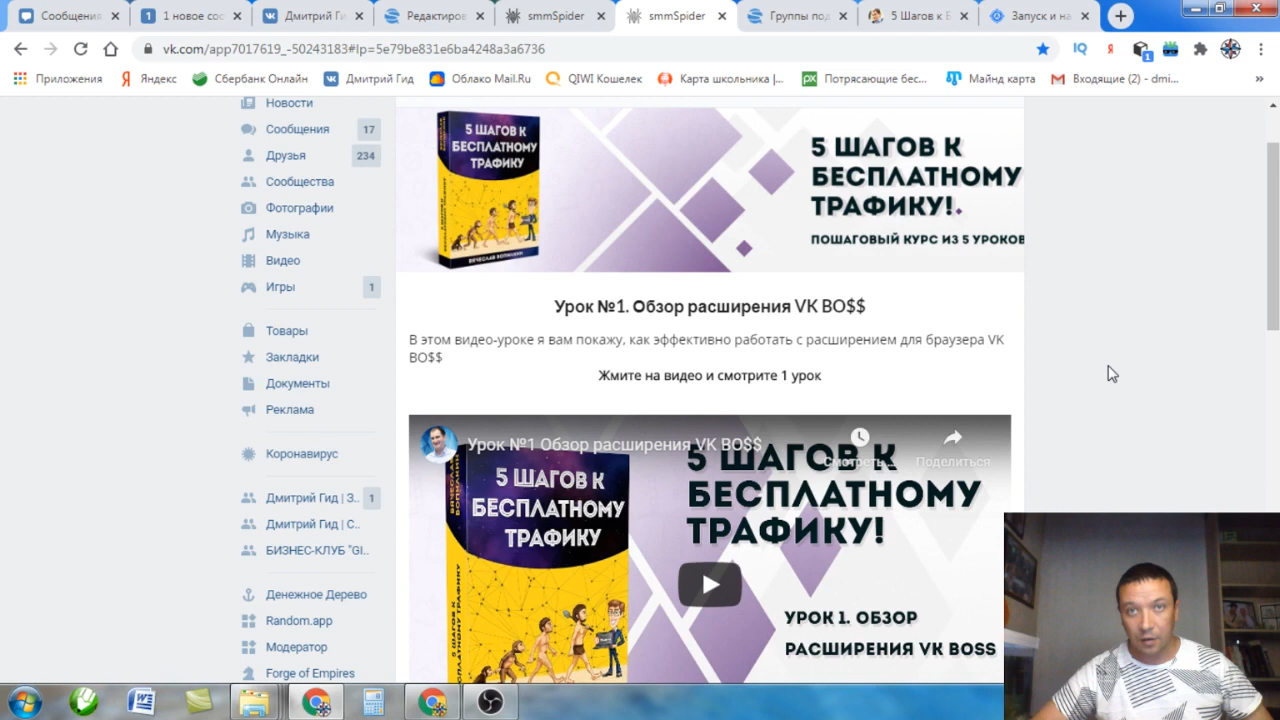 Сообщения
1 новое соо
Дмитрий Ги
Редактиров
smmSpider
smmSpider
Группы под
5 Шагов к Б
Запуск и на
vk.com/app7017619_-50243183#lp=5e79be831e6ba4248a3a6736
Приложения
Яндекс
Сбербанк Онлайн
Дмитрий Гид
Облако Mail.Ru
QIWI Кошелек
Карта школьника |...
Потрясающие бес...
Майнд карта
Входящие (2) - dmi...
»
Новости
Сообщения 17
Друзья 234
Сообщества
Фотографии
Музыка
Видео
Игры 1
Товары
Закладки
Документы
Реклама
Коронавирус
Дмитрий Гид | З.. 1
Дмитрий Гид | С..
БИЗНЕС-КЛУБ "GI..
Денежное Дерево
Random.app
Модератор
Forge of Empires
5 ШАГОВ К
БЕСПЛАТНОМУ
ТРАФИКУ
5 ШАГОВ К
БЕСПЛАТНОМУ
ТРАФИКУ!
ПОШАГОВЫЙ КУРС ИЗ 5 УРОКОВ
Урок №1. Обзор расширения VK BO$$
В этом видео-уроке я вам покажу, как эффективно работать с расширением для браузера VK
BO$$
Жмите на видео и смотрите 1 урок
Урок №1 Обзор расширения VK BO$$
Смотреть ...
Поделиться
5 ШАГОВ К
БЕСПЛАТНОМУ
ТРАФИКУ
5 ШАГОВ К
БЕСПЛАТНОМУ
ТРАФИКУ!
УРОК 1. ОБЗОР
РАСШИРЕНИЯ VK BOSS